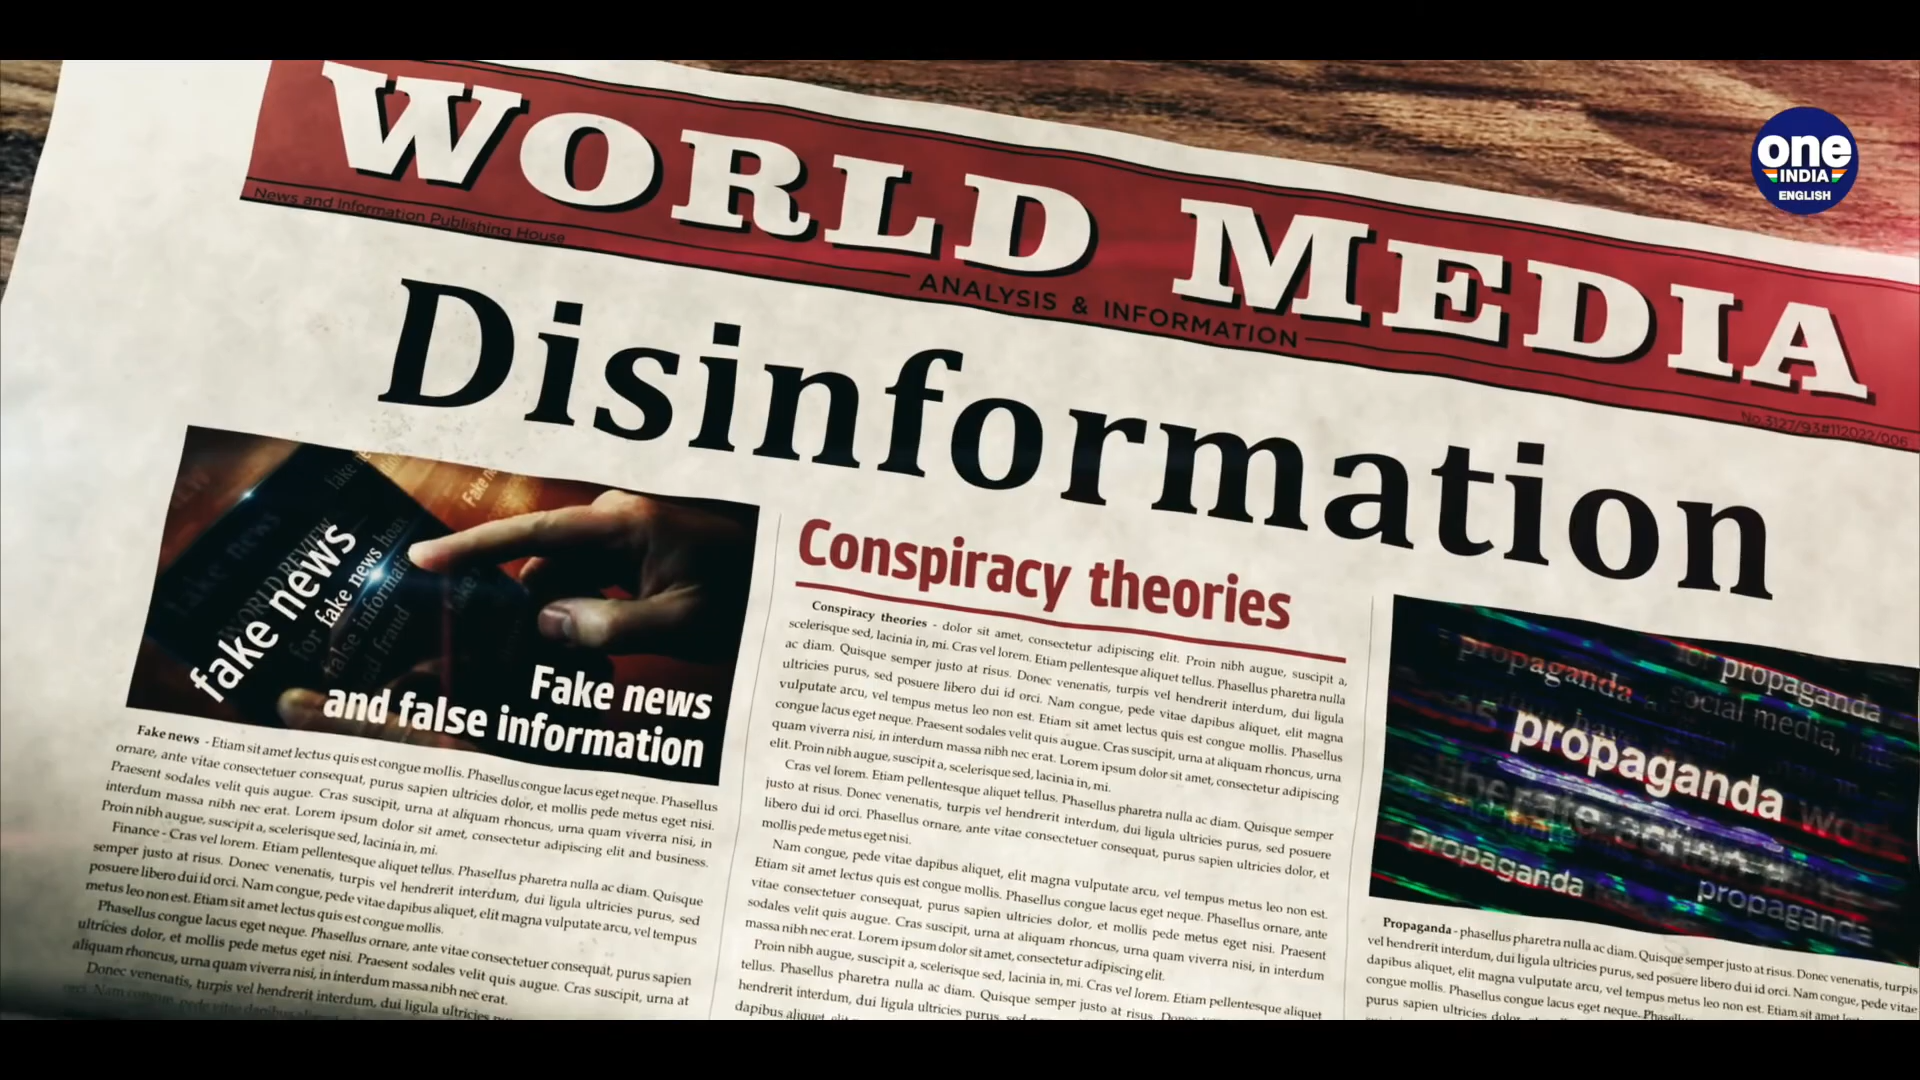 WORLD MEDIA
News and Information Publishing House
ANALYSIS & INFORMATION
No 3127/93#112022/006
one
INDIA
ENGLISH
Disinformation
fake news
WORLD REVIEW
fake news hoax
for
false informati
and fraud
Fake news
and false information
Fake news - Etiam sit amet lectus quis est congue mollis. Phasellus congue lacus eget neque. Phasellus
ornare, ante vitae consectetuer consequat, purus sapien ultricies dolor, et mollis pede metus eget nisi.
Praesent sodales velit quis augue. Cras suscipit, urna at aliquam rhoncus, urna quam viverra nisi, in
interdum massa nibh nec erat. Lorem ipsum dolor sit amet, consectetur adipiscing elit and business.
Proin nibh augue, suscipit a, scelerisque sed, lacinia in, mi.
Finance - Cras vel lorem. Etiam pellentesque aliquet tellus. Phasellus pharetra nulla ac diam. Quisque
semper justo at risus. Donec venenatis, turpis vel hendrerit interdum, dui ligula ultricies purus, sed
posuere libero dui id orci. Nam congue, pede vitae dapibus aliquet, elit magna vulputate arcu, vel tempus
metus leo non est. Etiam sit amet lectus quis est congue mollis.
Phasellus congue lacus eget neque. Phasellus ornare, ante vitae consectetuer consequat, purus sapien
ultricies dolor, et mollis pede metus eget nisi. Praesent sodales velit quis augue. Cras suscipit, urna at
aliquam rhoncus, urna quam viverra nisi, in interdum massa nibh nec erat.
Donec venenatis, turpis vel hendrerit interdum, dui ligula ultricies
Conspiracy theories
Conspiracy theories - dolor sit amet, consectetur adipiscing elit. Proin nibh augue, suscipit a,
scelerisque sed, lacinia in, mi. Cras vel lorem. Etiam pellentesque aliquet tellus. Phasellus pharetra nulla
ac diam. Quisque semper justo at risus. Donec venenatis, turpis vel hendrerit interdum, dui ligula
ultricies purus, sed posuere libero dui id orci. Nam congue, pede vitae dapibus aliquet, elit magna
vulputate arcu, vel tempus metus leo non est. Etiam sit amet lectus quis est congue mollis. Phasellus
congue lacus eget neque. Praesent sodales velit quis augue. Cras suscipit, urna at aliquam rhoncus, urna
quam viverra nisi, in interdum massa nibh nec erat. Lorem ipsum dolor sit amet, consectetur adipiscing
elit. Proin nibh augue, suscipit a, scelerisque sed, lacinia in, mi.
Cras vel lorem. Etiam pellentesque aliquet tellus. Phasellus pharetra nulla ac diam. Quisque semper
justo at risus. Donec venenatis, turpis vel hendrerit interdum, dui ligula ultricies purus, sed posuere
libero dui id orci. Phasellus ornare, ante vitae consectetuer consequat, purus sapien ultricies dolor, et
mollis pede metus eget nisi.
Nam congue, pede vitae dapibus aliquet, elit magna vulputate arcu, vel tempus metus leo non est.
Etiam sit amet lectus quis est congue mollis. Phasellus congue lacus eget neque. Phasellus ornare, ante
vitae consectetuer consequat, purus sapien ultricies dolor, et mollis pede metus eget nisi. Praesent
sodales velit quis augue. Cras suscipit, urna at aliquam rhoncus, urna quam viverra nisi, in interdum
massa nibh nec erat. Lorem ipsum dolor sit amet, consectetur adipiscing elit.
Proin nibh augue, suscipit a, scelerisque sed, lacinia in, mi. Cras vel lorem. Etiam pellentesque aliquet
tellus. Phasellus pharetra nulla ac diam. Quisque semper justo at risus. Donec venenatis, turpis vel
hendrerit interdum, dui ligula ultricies purus, sed
dapibus aliquet, elit
propaganda
for propaganda
social media,
propaganda
propaganda
propaganda
Propaganda - phasellus pharetra nulla ac diam. Quisque semper justo at risus. Donec venenatis, turpis
vel hendrerit interdum, dui ligula ultricies purus, sed posuere libero dui id orci. Nam congue, pede vitae
dapibus aliquet, elit magna vulputate arcu, vel tempus metus leo non est. Etiam sit amet
congue mollis. Phasellus congue lacus eget neque.
purus sapien ultricies dolor,